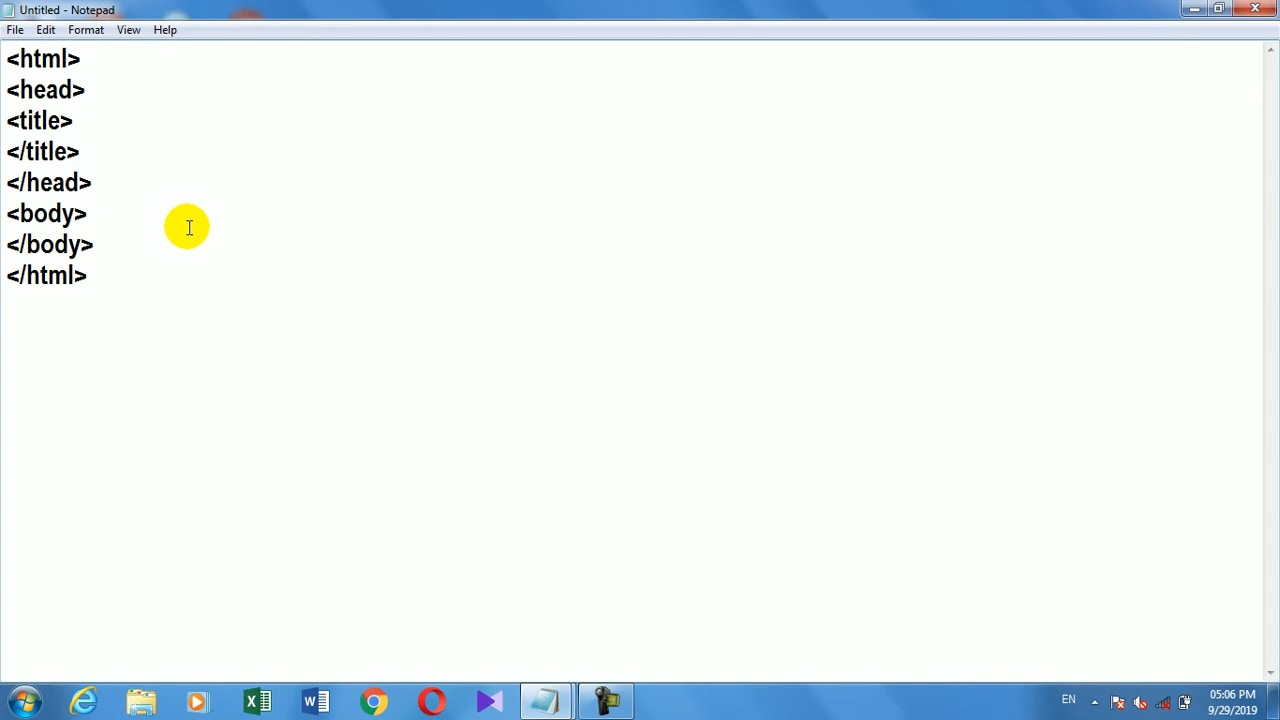 Untitled - Notepad
File Edit Format View Help
<html>
<head>
<title>
</title>
</head>
<body>
</body>
</html>
EN
05:06 PM
9/29/2019